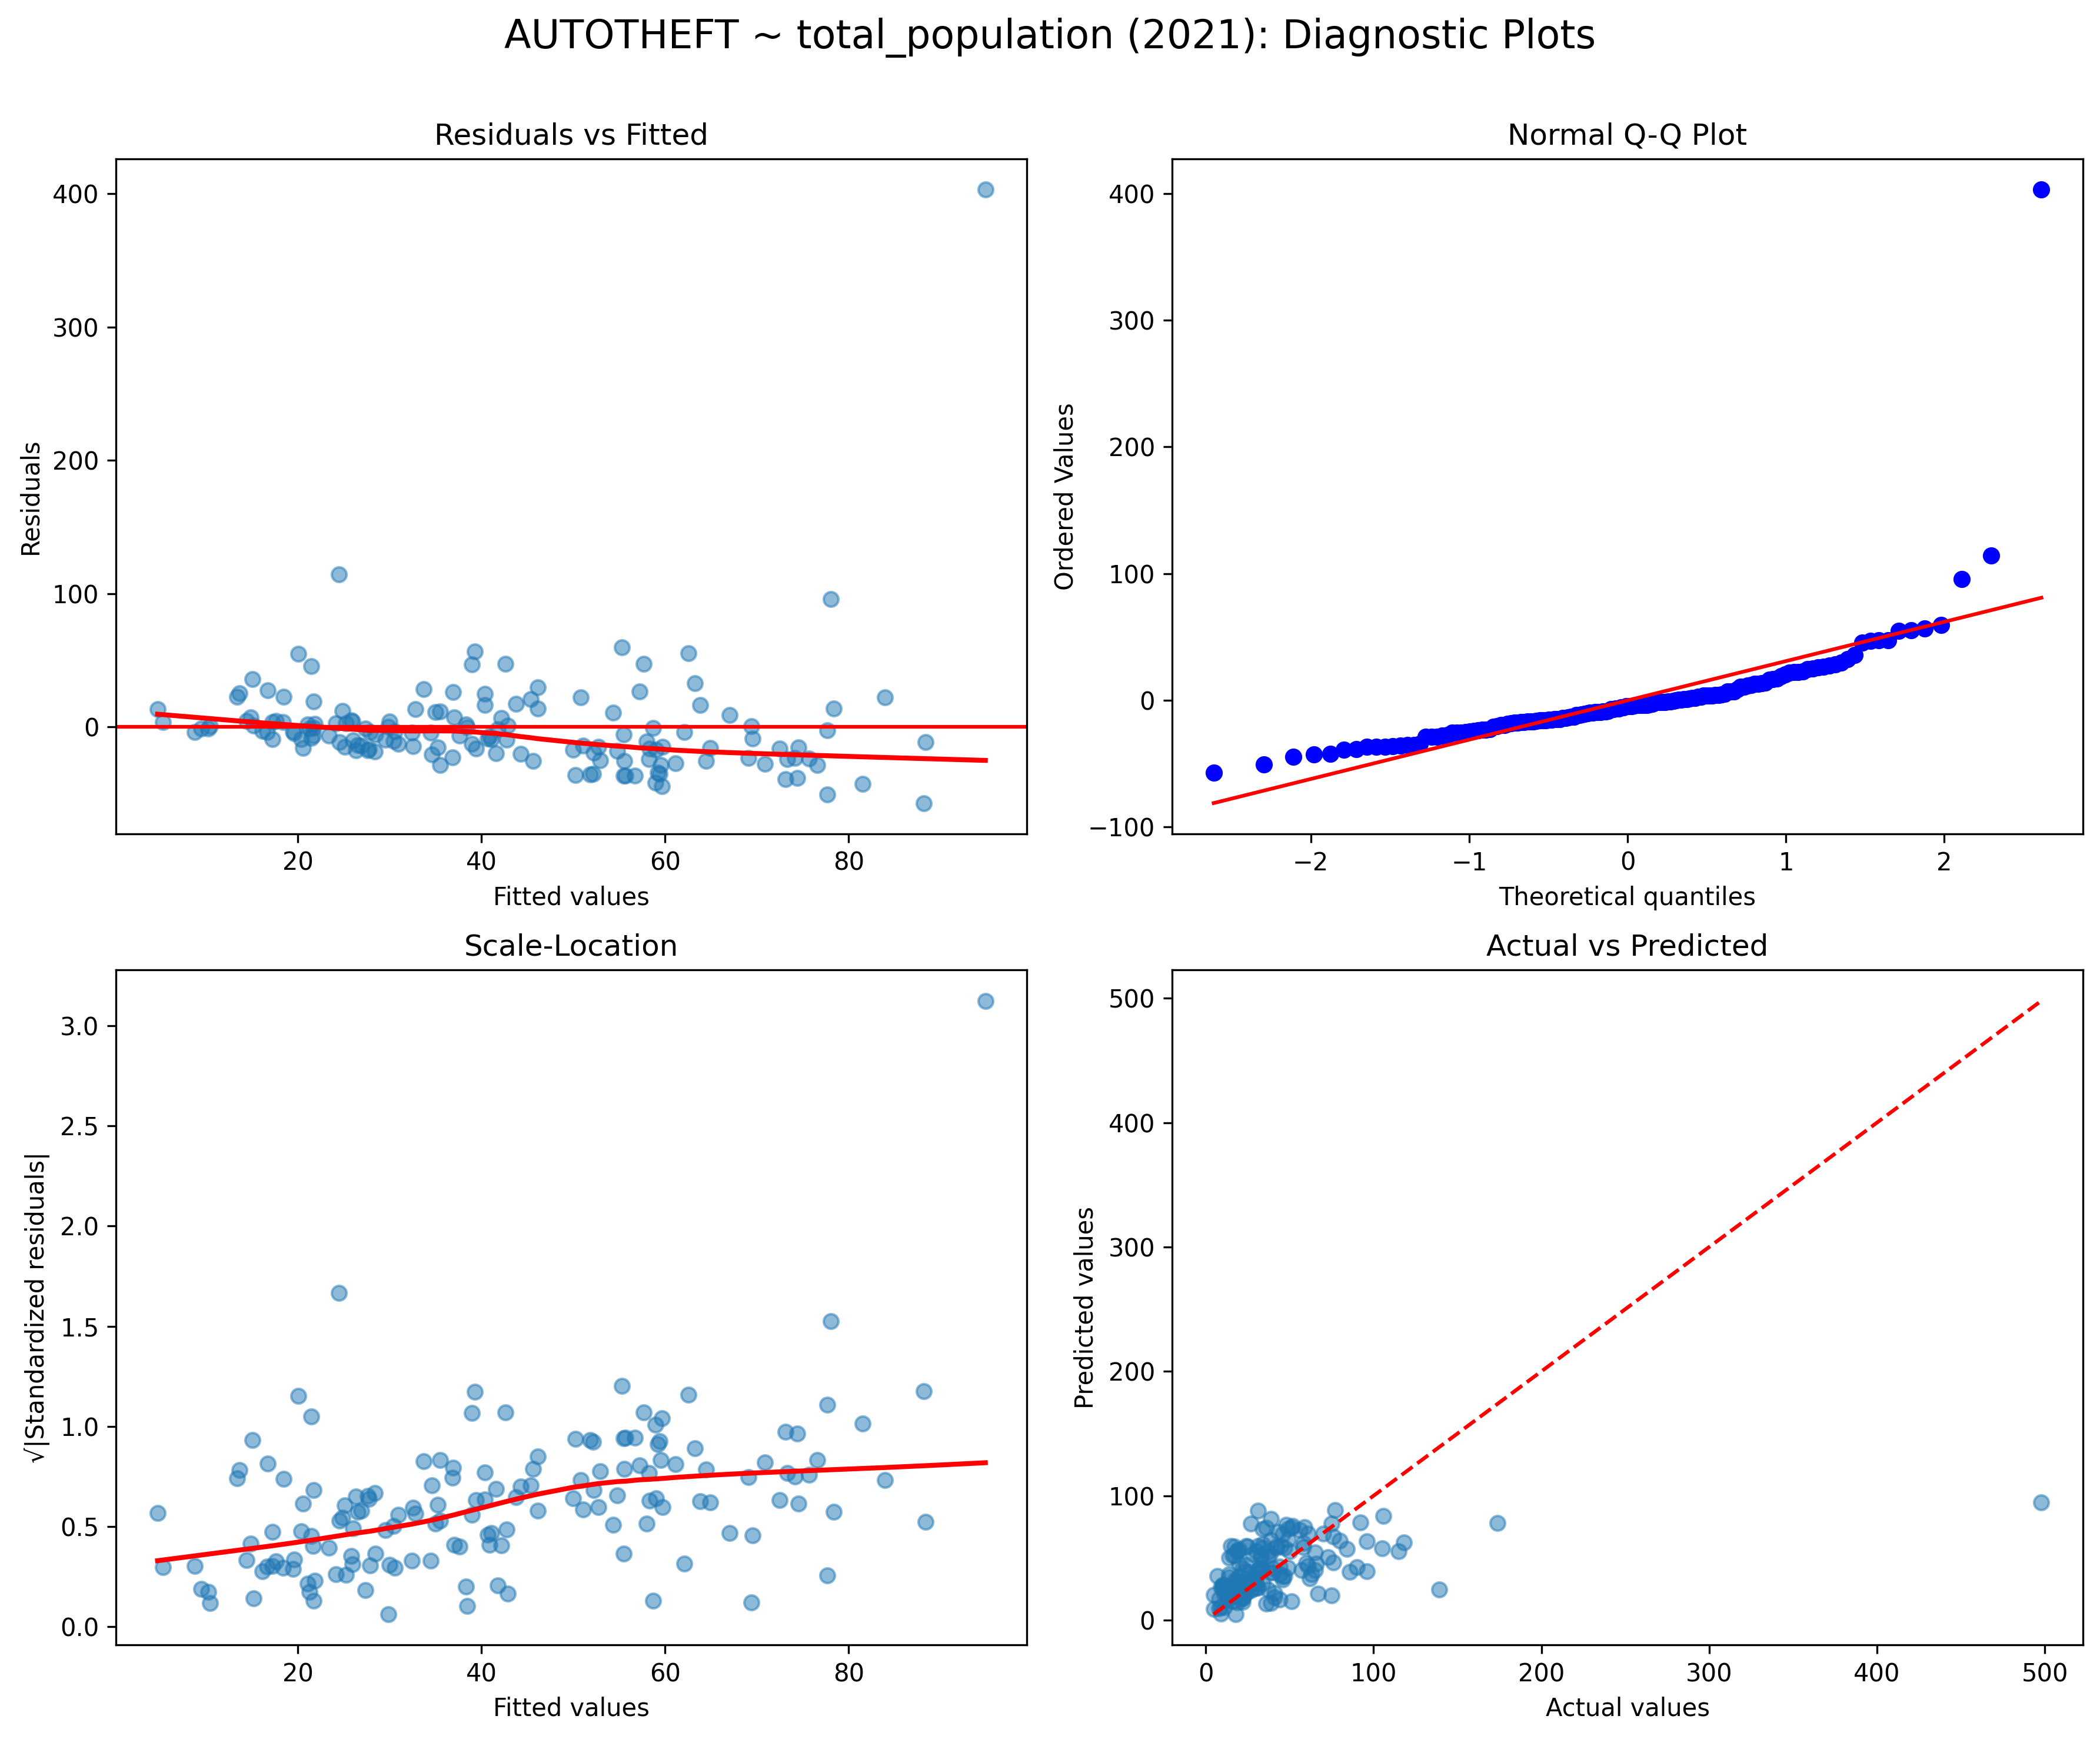 AUTOTHEFT ~ total_population (2021): Diagnostic Plots
Residuals vs Fitted
400
300
200
100
0
Residuals
20 40 60 80
Fitted values
Normal Q-Q Plot
400
300
200
100
0
−100
Ordered Values
−2 −1 0 1 2
Theoretical quantiles
Scale-Location
3.0
2.5
2.0
1.5
1.0
0.5
0.0
√|Standardized residuals|
20 40 60 80
Fitted values
Actual vs Predicted
500
400
300
200
100
0
Predicted values
0 100 200 300 400 500
Actual values